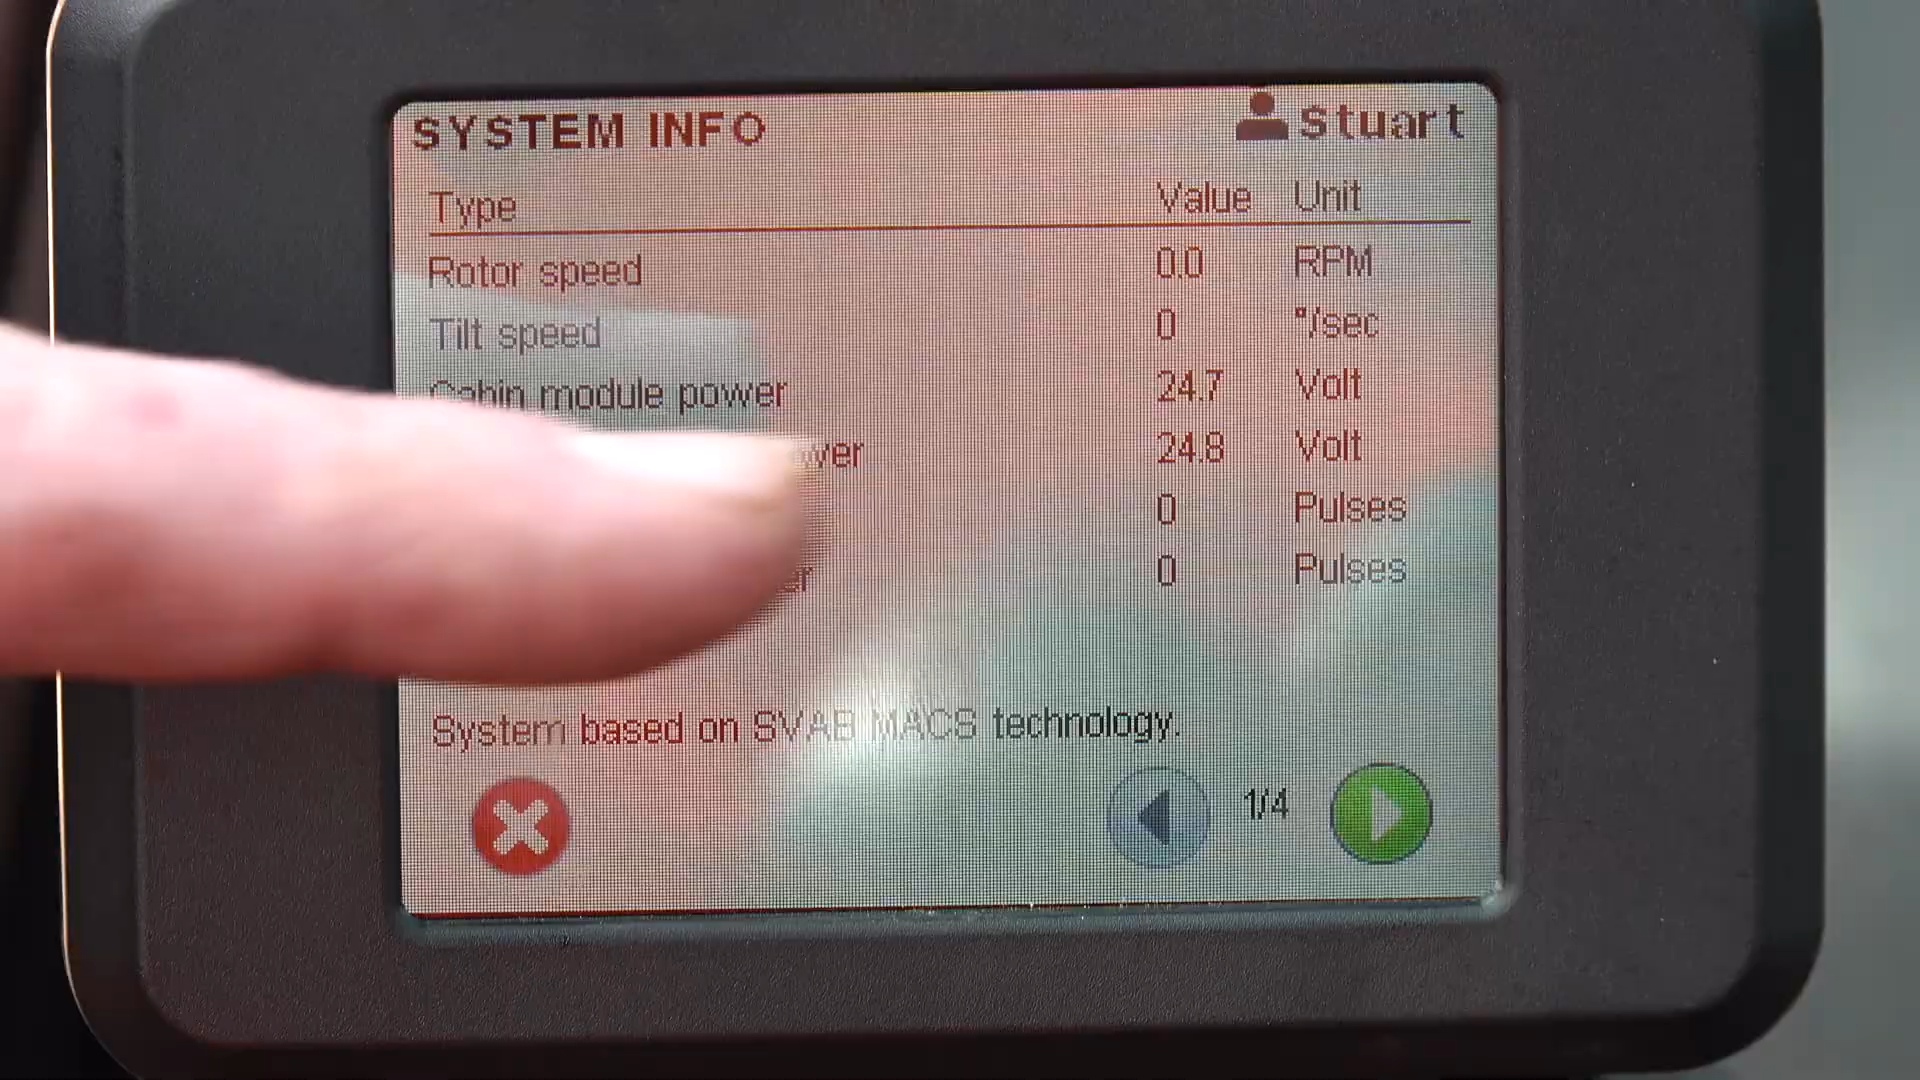 SYSTEM INFO Stuart
Type Value Unit
Rotor speed 0.0 RPM
Tilt speed 0 °/sec
Cabin module power 24.7 Volt
24.8 Volt
0 Pulses
0 Pulses
System based on SVAB MACS technology.
1/4